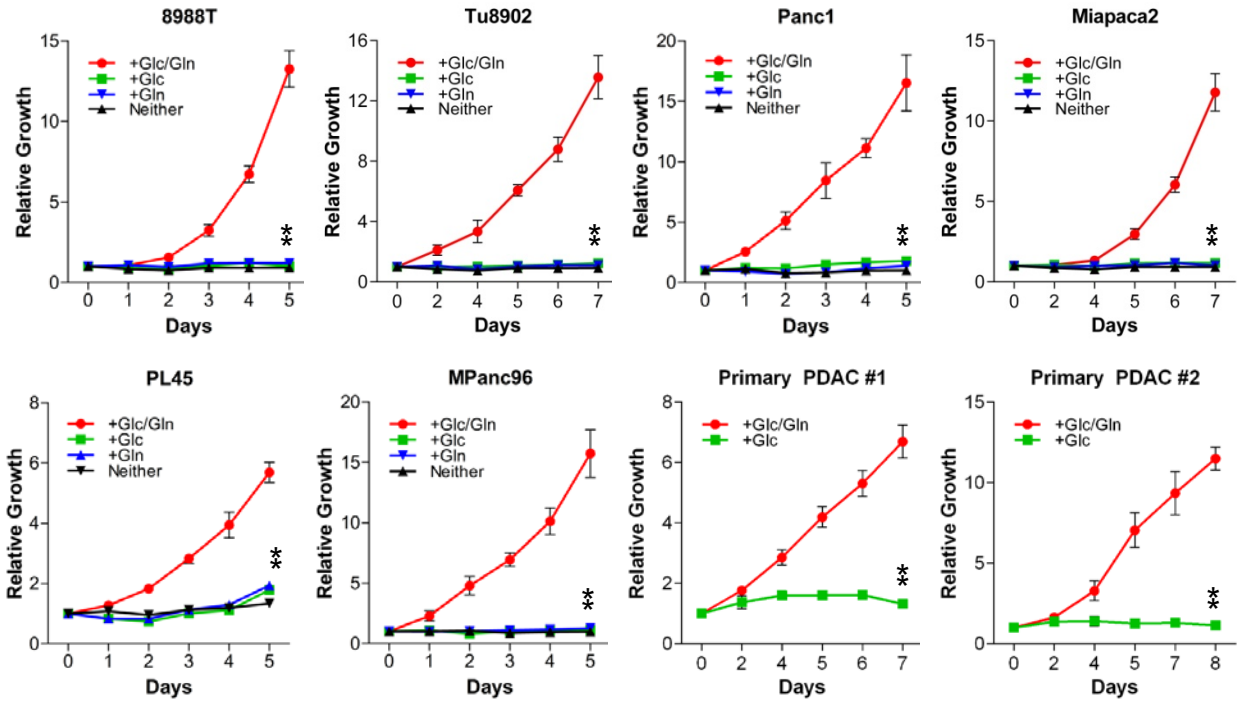 8988T
Relative Growth
15
10
5
0
+Glc/Gln
+Glc
+Gln
Neither
**
0 1 2 3 4 5
Days
Tu8902
Relative Growth
16
12
8
4
0
+Glc/Gln
+Glc
+Gln
Neither
**
0 2 4 5 6 7
Days
Panc1
Relative Growth
20
15
10
5
0
+Glc/Gln
+Glc
+Gln
Neither
**
0 1 2 3 4 5
Days
Miapaca2
Relative Growth
15
10
5
0
+Glc/Gln
+Glc
+Gln
Neither
**
0 2 4 5 6 7
Days
PL45
Relative Growth
8
6
4
2
0
+Glc/Gln
+Glc
+Gln
Neither
**
0 1 2 3 4 5
Days
MPanc96
Relative Growth
20
15
10
5
0
+Glc/Gln
+Glc
+Gln
Neither
**
0 1 2 3 4 5
Days
Primary PDAC #1
Relative Growth
8
6
4
2
0
+Glc/Gln
+Glc
**
0 2 4 5 6 7
Days
Primary PDAC #2
Relative Growth
15
10
5
0
+Glc/Gln
+Glc
**
0 2 4 5 7 8
Days